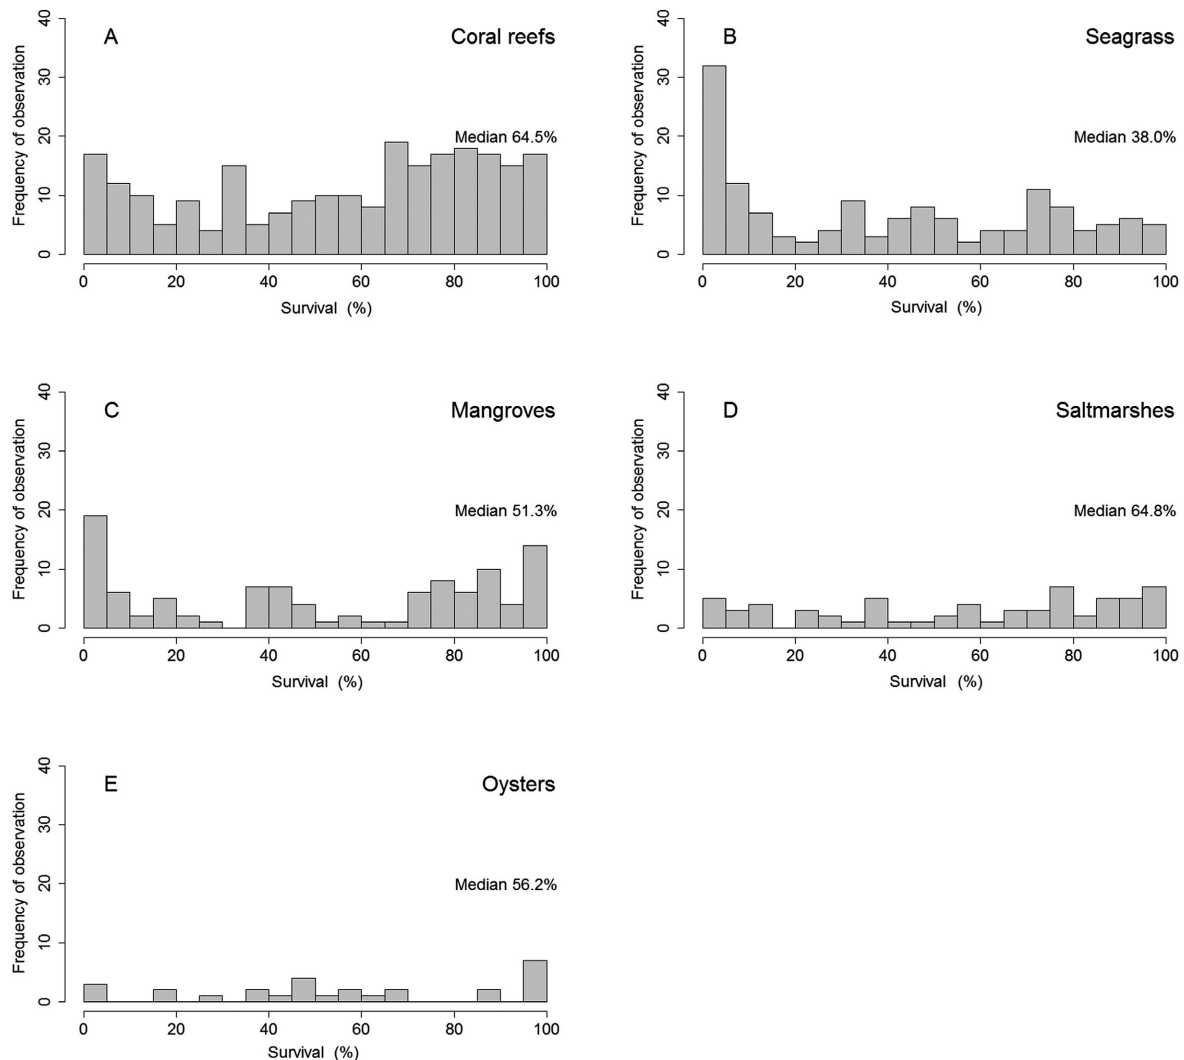 A Coral reefs
Median 64.5%
Frequency of observation
0 10 20 30 40
0 20 40 60 80 100
Survival (%)
B Seagrass
Median 38.0%
Frequency of observation
0 10 20 30 40
0 20 40 60 80 100
Survival (%)
C Mangroves
Median 51.3%
Frequency of observation
0 10 20 30 40
0 20 40 60 80 100
Survival (%)
D Saltmarshes
Median 64.8%
Frequency of observation
0 10 20 30 40
0 20 40 60 80 100
Survival (%)
E Oysters
Median 56.2%
Frequency of observation
0 10 20 30 40
0 20 40 60 80 100
Survival (%)